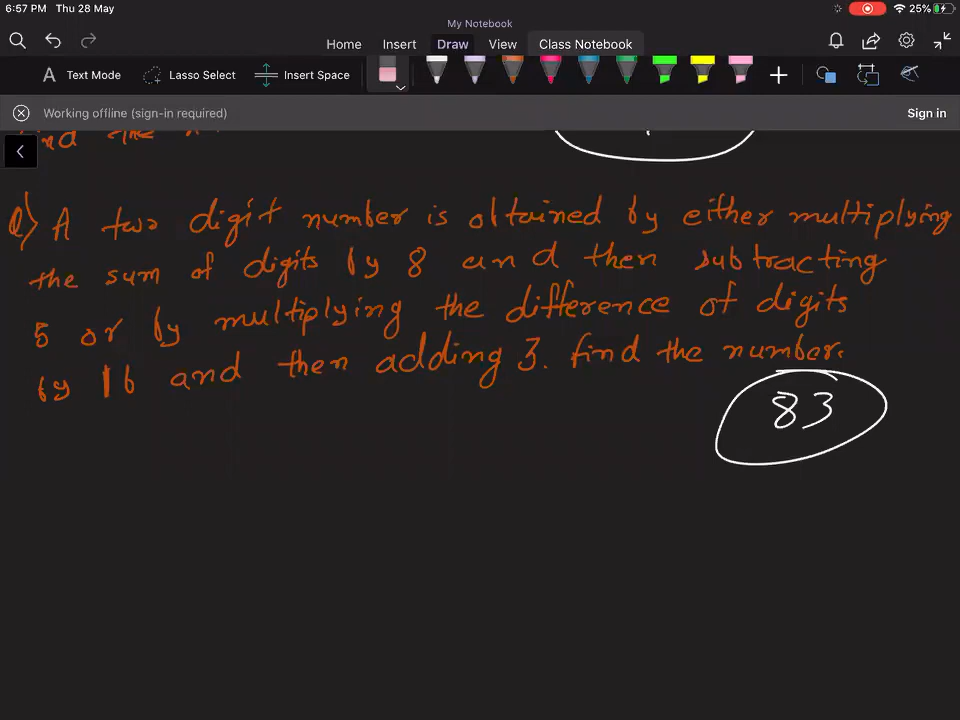 6:57 PM Thu 28 May
25%
My Notebook
Home Insert Draw View Class Notebook
Text Mode Lasso Select Insert Space
Working offline (sign-in required) Sign in
the
Q) A two digit number is obtained by either multiplying
the sum of digits by 8 and then subtracting
5 or by multiplying the difference of digits
by 16 and then adding 3. find the number.
83